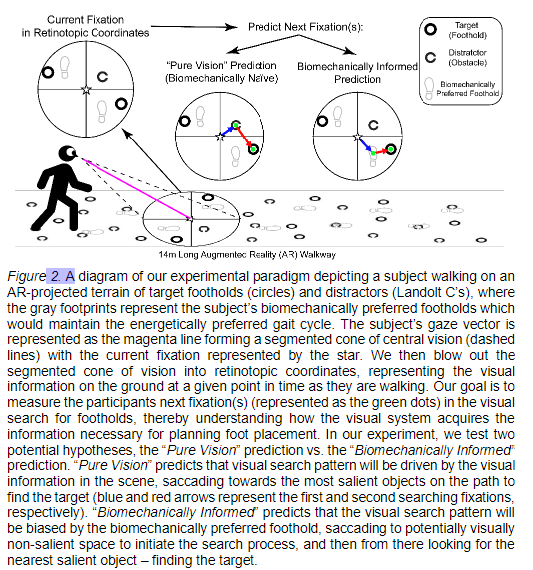 Current Fixation
in Retinotopic Coordinates
Predict Next Fixation(s):
"Pure Vision" Prediction
(Biomechanically Naïve)
Biomechanically Informed
Prediction
Target
(Foothold)
Distratctor
(Obstacle)
Biomechanically
Preferred Foothold
14m Long Augmented Reality (AR) Walkway
Figure 2. A diagram of our experimental paradigm depicting a subject walking on an
AR-projected terrain of target footholds (circles) and distractors (Landolt C's), where
the gray footprints represent the subject's biomechanically preferred footholds which
would maintain the energetically preferred gait cycle. The subject's gaze vector is
represented as the magenta line forming a segmented cone of central vision (dashed
lines) with the current fixation represented by the star. We then blow out the
segmented cone of vision into retinotopic coordinates, representing the visual
information on the ground at a given point in time as they are walking. Our goal is to
measure the participants next fixation(s) (represented as the green dots) in the visual
search for footholds, thereby understanding how the visual system acquires the
information necessary for planning foot placement. In our experiment, we test two
potential hypotheses, the "Pure Vision" prediction vs. the "Biomechanically Informed"
prediction. "Pure Vision" predicts that visual search pattern will be driven by the visual
information in the scene, saccading towards the most salient objects on the path to
find the target (blue and red arrows represent the first and second searching fixations,
respectively). "Biomechanically Informed" predicts that the visual search pattern will
be biased by the biomechanically preferred foothold, saccading to potentially visually
non-salient space to initiate the search process, and then from there looking for the
nearest salient object – finding the target.